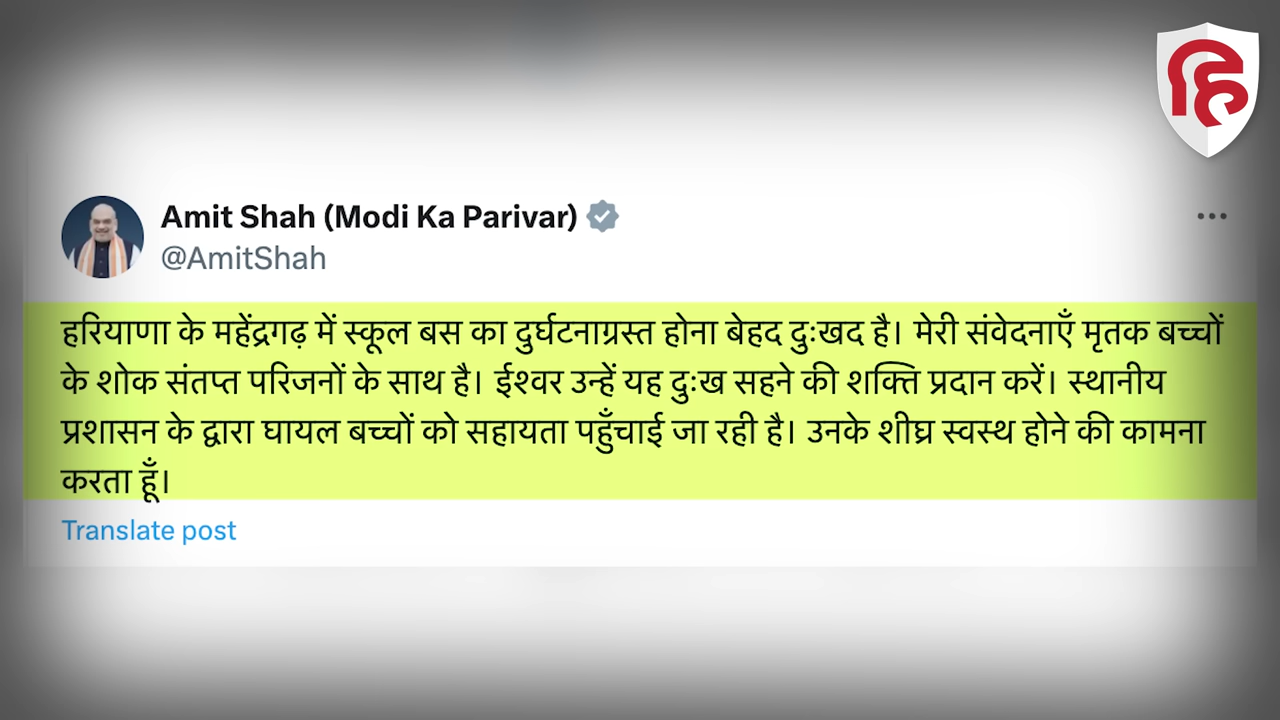 हि
Amit Shah (Modi Ka Parivar)
@AmitShah
हरियाणा के महेंद्रगढ़ में स्कूल बस का दुर्घटनाग्रस्त होना बेहद दुःखद है। मेरी संवेदनाएँ मृतक बच्चों
के शोक संतप्त परिजनों के साथ है। ईश्वर उन्हें यह दुःख सहने की शक्ति प्रदान करें। स्थानीय
प्रशासन के द्वारा घायल बच्चों को सहायता पहुँचाई जा रही है। उनके शीघ्र स्वस्थ होने की कामना
करता हूँ।
Translate post